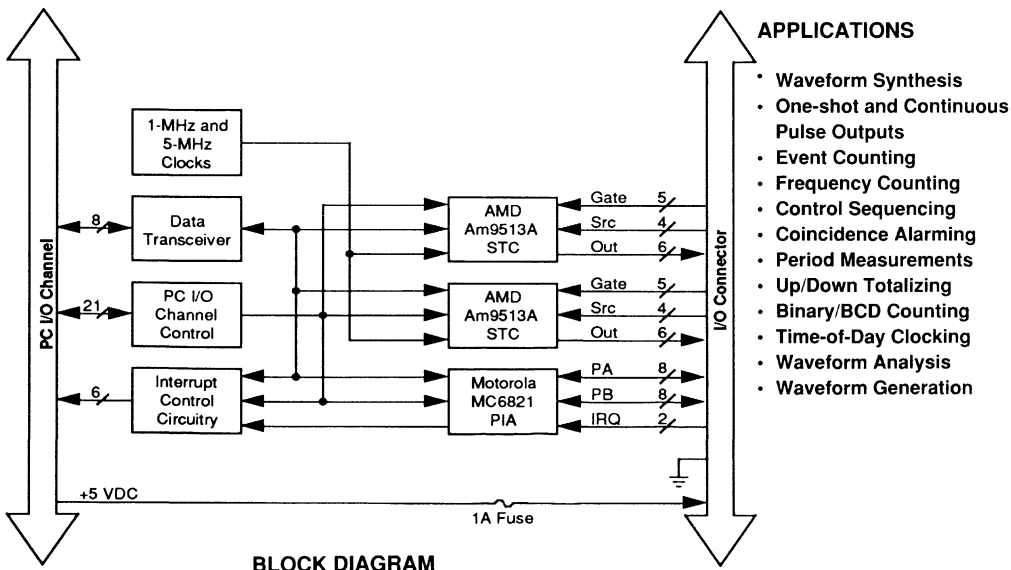 PC I/O Channel
1-MHz and
5-MHz
Clocks
8
Data
Transceiver
21
PC I/O
Channel
Control
6
Interrupt
Control
Circuitry
AMD
Am9513A
STC
Gate 5
Src 4
Out 6
AMD
Am9513A
STC
Gate 5
Src 4
Out 6
Motorola
MC6821
PIA
PA 8
PB 8
IRQ 2
+5 VDC
1A Fuse
I/O Connector
BLOCK DIAGRAM
APPLICATIONS
• Waveform Synthesis
• One-shot and Continuous
Pulse Outputs
• Event Counting
• Frequency Counting
• Control Sequencing
• Coincidence Alarming
• Period Measurements
• Up/Down Totalizing
• Binary/BCD Counting
• Time-of-Day Clocking
• Waveform Analysis
• Waveform Generation